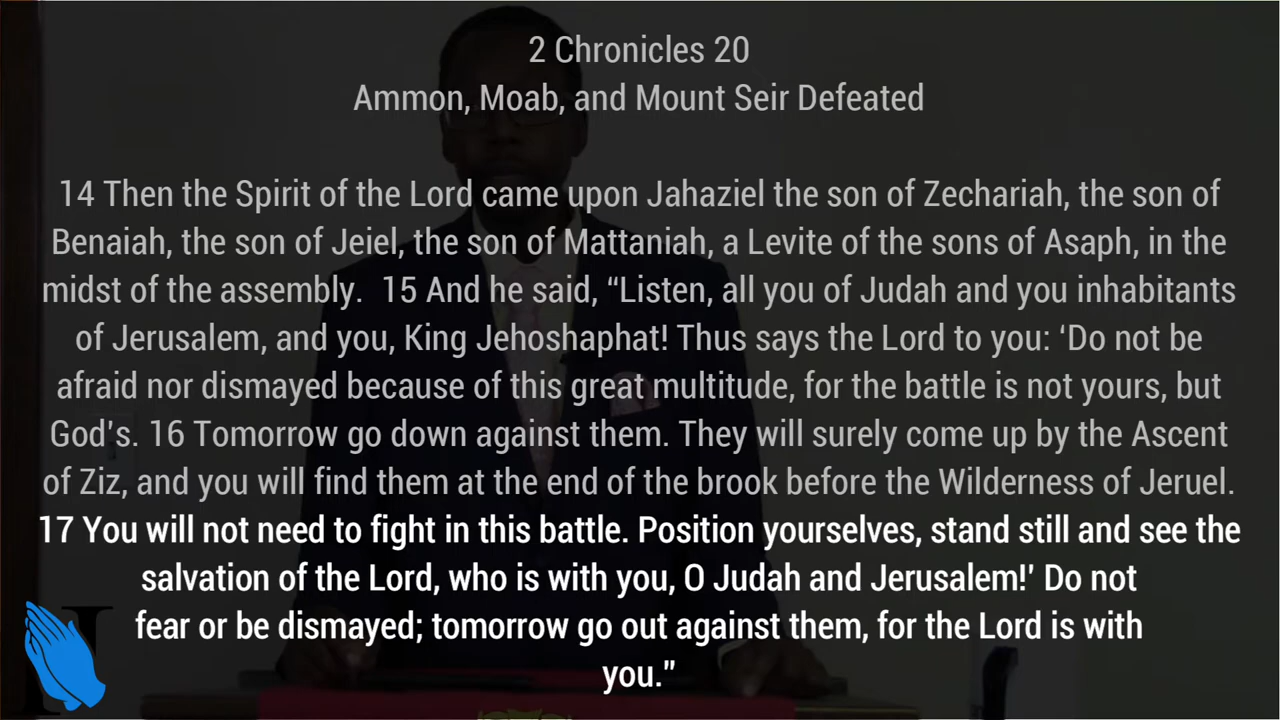 2 Chronicles 20
Ammon, Moab, and Mount Seir Defeated
14 Then the Spirit of the Lord came upon Jahaziel the son of Zechariah, the son of
Benaiah, the son of Jeiel, the son of Mattaniah, a Levite of the sons of Asaph, in the
midst of the assembly.  15 And he said, “Listen, all you of Judah and you inhabitants
of Jerusalem, and you, King Jehoshaphat! Thus says the Lord to you: ‘Do not be
afraid nor dismayed because of this great multitude, for the battle is not yours, but
God's. 16 Tomorrow go down against them. They will surely come up by the Ascent
of Ziz, and you will find them at the end of the brook before the Wilderness of Jeruel.
17 You will not need to fight in this battle. Position yourselves, stand still and see the
salvation of the Lord, who is with you, O Judah and Jerusalem!’ Do not
fear or be dismayed; tomorrow go out against them, for the Lord is with
you.”